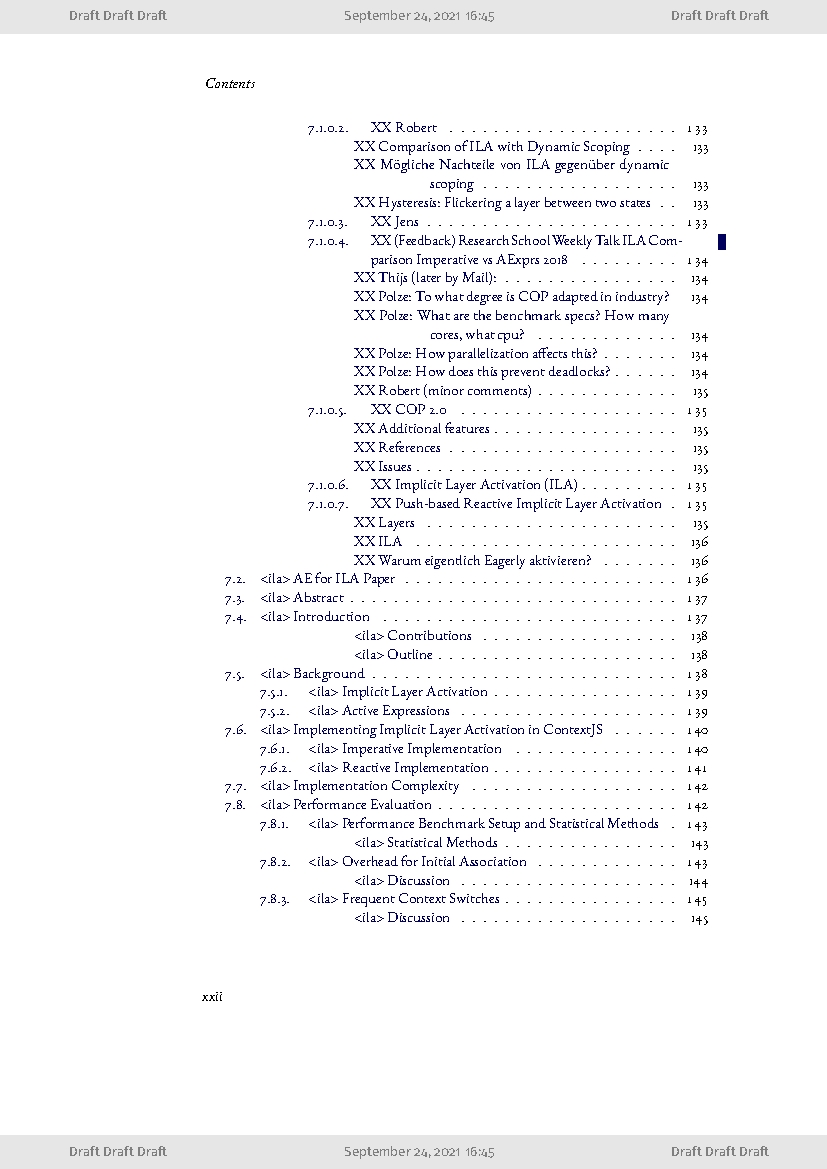 Draft Draft Draft September 24, 2021 16:45 Draft Draft Draft
Contents
7.1.0.2. XX Robert . . . . . . . . . . . . . . . . . . . . . 133
XX Comparison of ILA with Dynamic Scoping . . . . 133
XX Mögliche Nachteile von ILA gegenüber dynamic
scoping . . . . . . . . . . . . . . . . . . 133
XX Hysteresis: Flickering a layer between two states . . 133
7.1.0.3. XX Jens . . . . . . . . . . . . . . . . . . . . . . . 133
7.1.0.4. XX (Feedback) Research School Weekly Talk ILA Com-
parison Imperative vs AExprs 2018 . . . . . . . . . 134
XX Thijs (later by Mail): . . . . . . . . . . . . . . . . 134
XX Polze: To what degree is COP adapted in industry? 134
XX Polze: What are the benchmark specs? How many
cores, what cpu? . . . . . . . . . . . . . 134
XX Polze: How parallelization affects this? . . . . . . . 134
XX Polze: How does this prevent deadlocks? . . . . . . 134
XX Robert (minor comments) . . . . . . . . . . . . . 135
7.1.0.5. XX COP 2.0 . . . . . . . . . . . . . . . . . . . . 135
XX Additional features . . . . . . . . . . . . . . . . . 135
XX References . . . . . . . . . . . . . . . . . . . . . 135
XX Issues . . . . . . . . . . . . . . . . . . . . . . . . 135
7.1.0.6. XX Implicit Layer Activation (ILA) . . . . . . . . . 135
7.1.0.7. XX Push-based Reactive Implicit Layer Activation . 135
XX Layers . . . . . . . . . . . . . . . . . . . . . . . 135
XX ILA . . . . . . . . . . . . . . . . . . . . . . . . 136
XX Warum eigentlich Eagerly aktivieren? . . . . . . . 136
7.2. <ila> AE for ILA Paper . . . . . . . . . . . . . . . . . . . . . . . . . 136
7.3. <ila> Abstract . . . . . . . . . . . . . . . . . . . . . . . . . . . . . . 137
7.4. <ila> Introduction . . . . . . . . . . . . . . . . . . . . . . . . . . . 137
<ila> Contributions . . . . . . . . . . . . . . . . . . 138
<ila> Outline . . . . . . . . . . . . . . . . . . . . . . 138
7.5. <ila> Background . . . . . . . . . . . . . . . . . . . . . . . . . . . . 138
7.5.1. <ila> Implicit Layer Activation . . . . . . . . . . . . . . . . . 139
7.5.2. <ila> Active Expressions . . . . . . . . . . . . . . . . . . . . 139
7.6. <ila> Implementing Implicit Layer Activation in ContextJS . . . . . . 140
7.6.1. <ila> Imperative Implementation . . . . . . . . . . . . . . . 140
7.6.2. <ila> Reactive Implementation . . . . . . . . . . . . . . . . . 141
7.7. <ila> Implementation Complexity . . . . . . . . . . . . . . . . . . . 142
7.8. <ila> Performance Evaluation . . . . . . . . . . . . . . . . . . . . . . 142
7.8.1. <ila> Performance Benchmark Setup and Statistical Methods . 143
<ila> Statistical Methods . . . . . . . . . . . . . . . . 143
7.8.2. <ila> Overhead for Initial Association . . . . . . . . . . . . . 143
<ila> Discussion . . . . . . . . . . . . . . . . . . . . 144
7.8.3. <ila> Frequent Context Switches . . . . . . . . . . . . . . . . 145
<ila> Discussion . . . . . . . . . . . . . . . . . . . . 145
xxii
Draft Draft Draft September 24, 2021 16:45 Draft Draft Draft